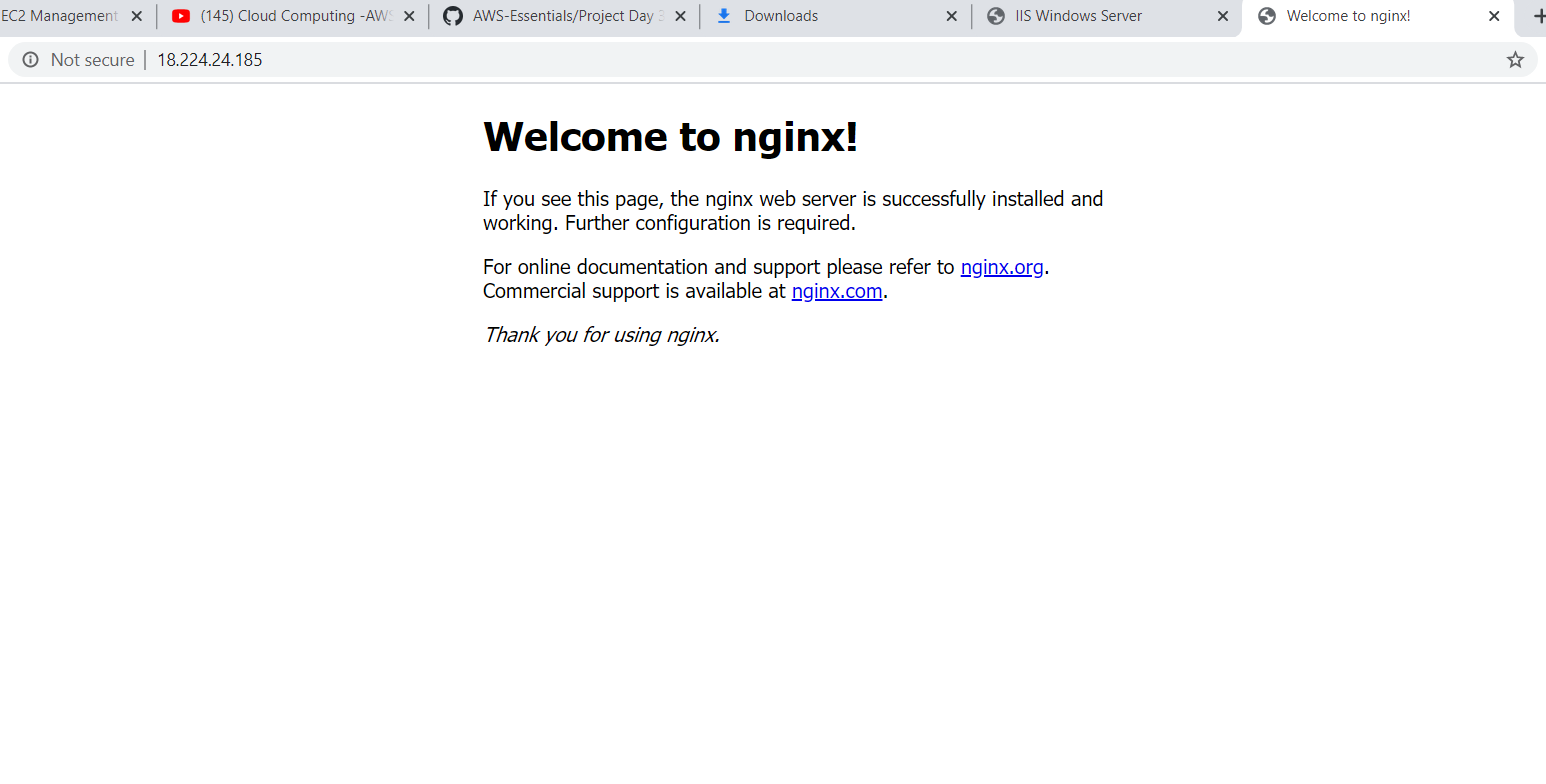 EC2 Management
(145) Cloud Computing -AWS
AWS-Essentials/Project Day 3
Downloads
IIS Windows Server
Welcome to nginx!
Not secure
18.224.24.185
Welcome to nginx!
If you see this page, the nginx web server is successfully installed and
working. Further configuration is required.
For online documentation and support please refer to nginx.org.
Commercial support is available at nginx.com.
Thank you for using nginx.